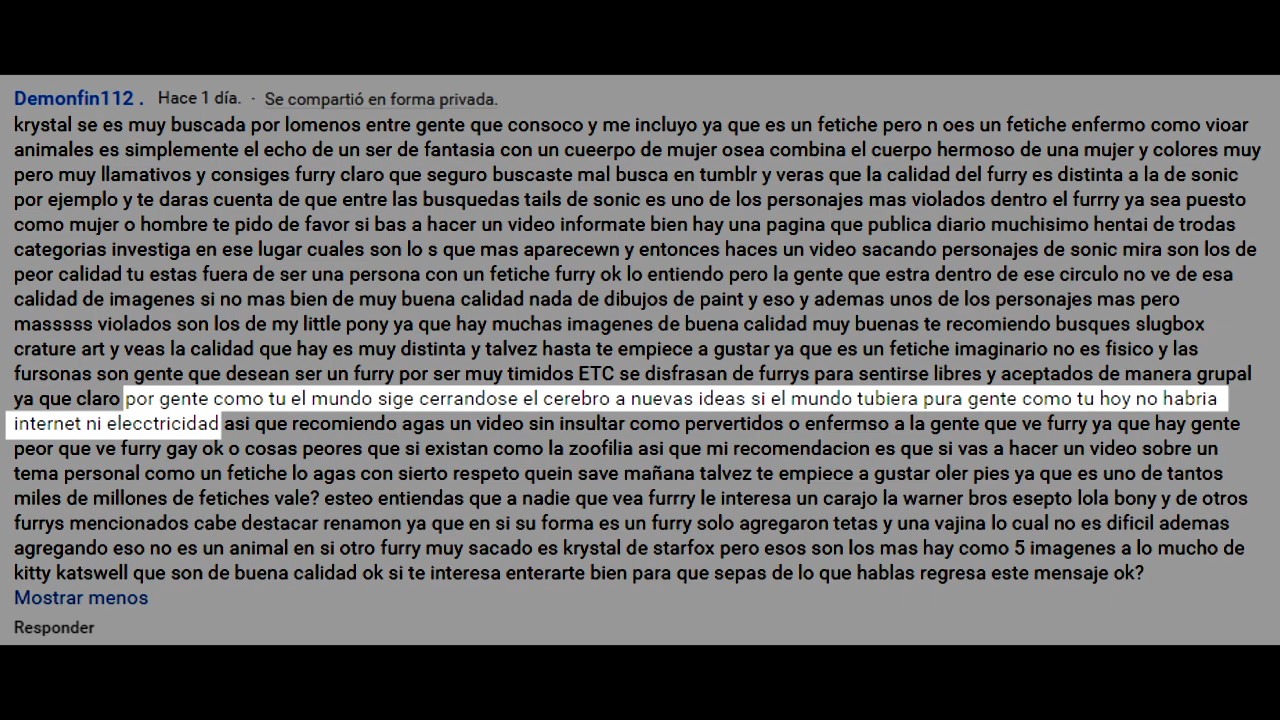 Demonfin112 . Hace 1 día. · Se compartió en forma privada.
krystal se es muy buscada por lomenos entre gente que consoco y me incluyo ya que es un fetiche pero n oes un fetiche enfermo como vioar
animales es simplemente el echo de un ser de fantasia con un cueerpo de mujer osea combina el cuerpo hermoso de una mujer y colores muy
pero muy llamativos y consiges furry claro que seguro buscaste mal busca en tumblr y veras que la calidad del furry es distinta a la de sonic
por ejemplo y te daras cuenta de que entre las busquedas tails de sonic es uno de los personajes mas violados dentro el furrry ya sea puesto
como mujer o hombre te pido de favor si bas a hacer un video informate bien hay una pagina que publica diario muchisimo hentai de trodas
categorias investiga en ese lugar cuales son lo s que mas aparecewn y entonces haces un video sacando personajes de sonic mira son los de
peor calidad tu estas fuera de ser una persona con un fetiche furry ok lo entiendo pero la gente que estra dentro de ese circulo no ve de esa
calidad de imagenes si no mas bien de muy buena calidad nada de dibujos de paint y eso y ademas unos de los personajes mas pero
masssss violados son los de my little pony ya que hay muchas imagenes de buena calidad muy buenas te recomiendo busques slugbox
crature art y veas la calidad que hay es muy distinta y talvez hasta te empiece a gustar ya que es un fetiche imaginario no es fisico y las
fursonas son gente que desean ser un furry por ser muy timidos ETC se disfrasan de furrys para sentirse libres y aceptados de manera grupal
ya que claro por gente como tu el mundo sige cerrandose el cerebro a nuevas ideas si el mundo tubiera pura gente como tu hoy no habria
internet ni elecctricidad asi que recomiendo agas un video sin insultar como pervertidos o enfermso a la gente que ve furry ya que hay gente
peor que ve furry gay ok o cosas peores que si existan como la zoofilia asi que mi recomendacion es que si vas a hacer un video sobre un
tema personal como un fetiche lo agas con sierto respeto quein save mañana talvez te empiece a gustar oler pies ya que es uno de tantos
miles de millones de fetiches vale? esteo entiendas que a nadie que vea furrry le interesa un carajo la warner bros esepto lola bony y de otros
furrys mencionados cabe destacar renamon ya que en si su forma es un furry solo agregaron tetas y una vajina lo cual no es dificil ademas
agregando eso no es un animal en si otro furry muy sacado es krystal de starfox pero esos son los mas hay como 5 imagenes a lo mucho de
kitty katswell que son de buena calidad ok si te interesa enterarte bien para que sepas de lo que hablas regresa este mensaje ok?
Mostrar menos
Responder